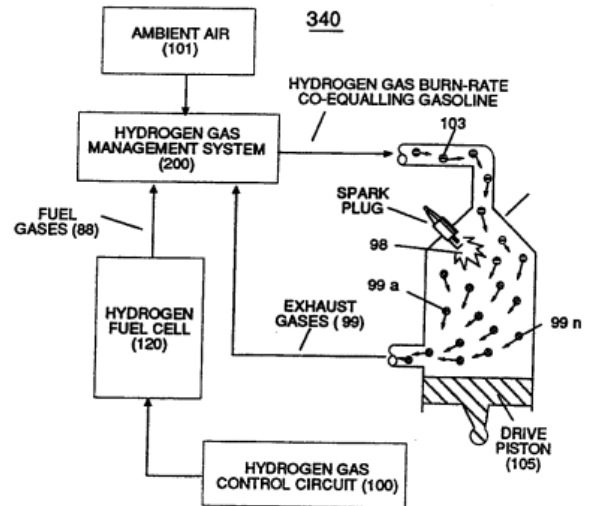 340
AMBIENT AIR
(101)
HYDROGEN GAS BURN-RATE
CO-EQUALLING GASOLINE
103
HYDROGEN GAS
MANAGEMENT SYSTEM
(200)
SPARK
PLUG
98
FUEL
GASES (88)
99 a
99 n
HYDROGEN
FUEL CELL
(120)
EXHAUST
GASES ( 99)
DRIVE
PISTON
(105)
HYDROGEN GAS
CONTROL CIRCUIT (100)